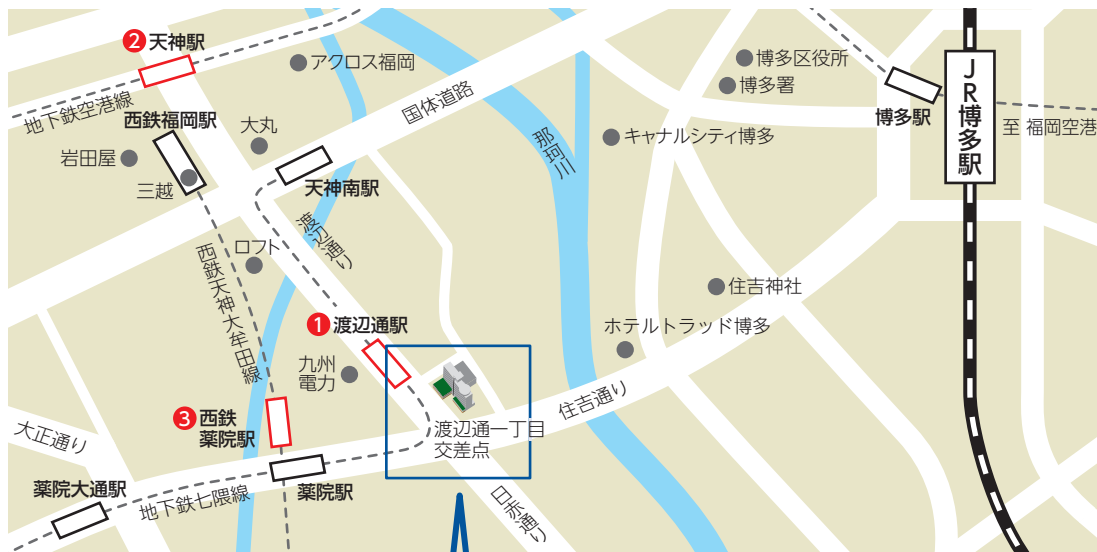 ❷天神駅
アクロス福岡
地下鉄空港線
西鉄福岡駅
大丸
岩田屋
三越
国体道路
天神南駅
那珂川
博多区役所
博多署
キャナルシティ博多
博多駅
JR博多駅
至 福岡空港
渡辺通り
ロフト
西鉄天神大牟田線
住吉神社
❶渡辺通駅
ホテルトラッド博多
九州
電力
❸西鉄
薬院駅
渡辺通一丁目
交差点
住吉通り
大正通り
薬院大通駅
地下鉄七隈線
薬院駅
日赤通り